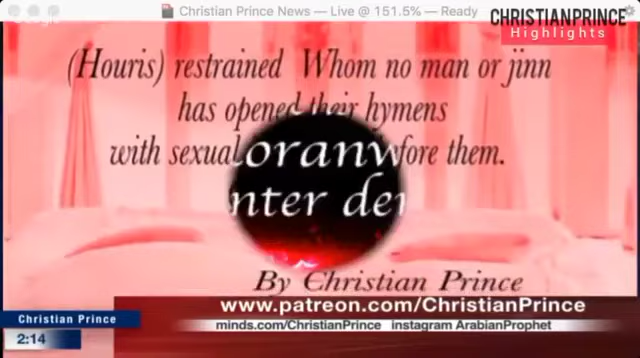 Christian Prince News — Live @ 151.5% — Ready
CHRISTIANPRINCE
Highlights
(Houris) restrained Whom no man or jinn
has opened their hymens
with sexual fore them.
oranw
nter der
By Christian Prince
www.patreon.com/ChristianPrince
Christian Prince
minds.com/ChristianPrince instagram ArabianProphet
2:14